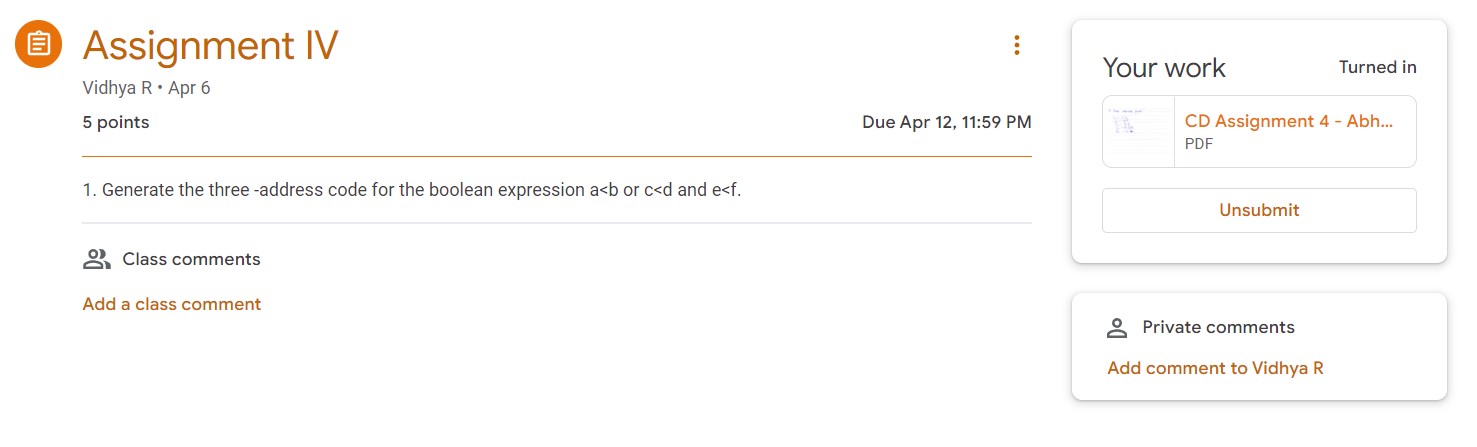 Assignment IV
Vidhya R • Apr 6
5 points
Due Apr 12, 11:59 PM
1. Generate the three -address code for the boolean expression a<b or c<d and e<f.
Class comments
Add a class comment
Your work
Turned in
CD Assignment 4 - Abh...
PDF
Unsubmit
Private comments
Add comment to Vidhya R